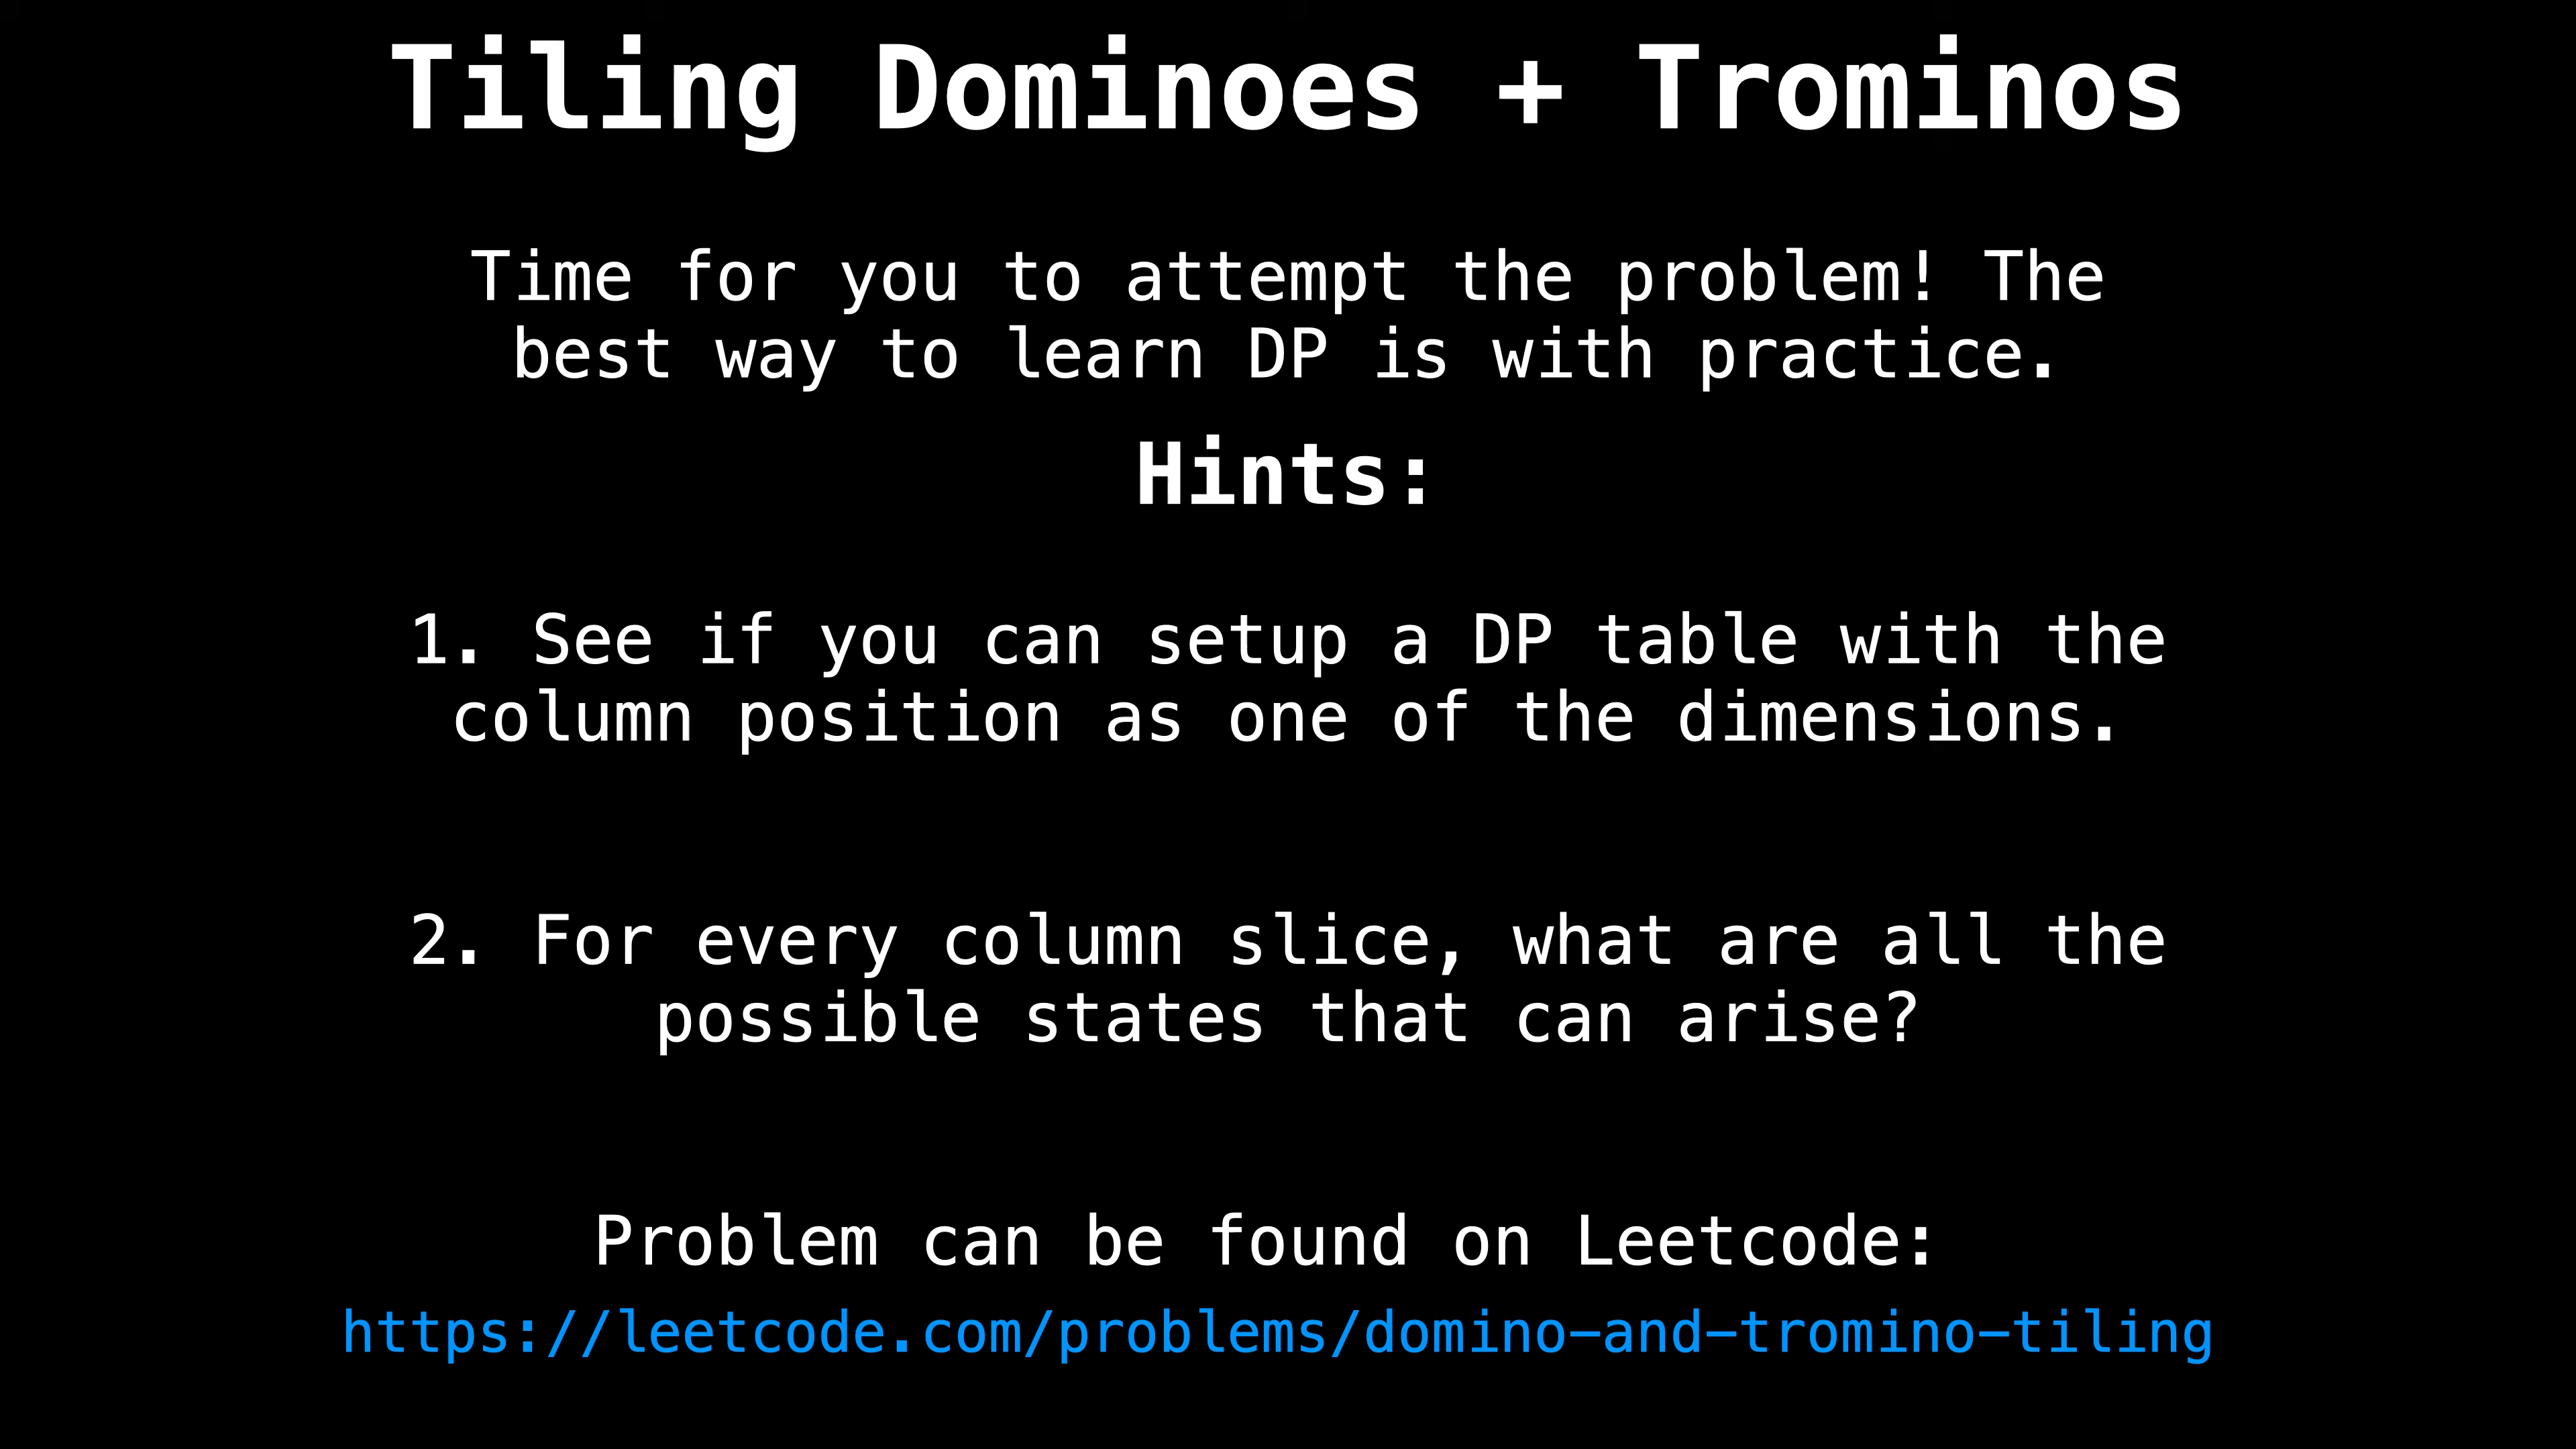 Tiling Dominoes + Trominos
Time for you to attempt the problem! The
best way to learn DP is with practice.
Hints:
1. See if you can setup a DP table with the
column position as one of the dimensions.
2. For every column slice, what are all the
possible states that can arise?
Problem can be found on Leetcode:
https://leetcode.com/problems/domino-and-tromino-tiling